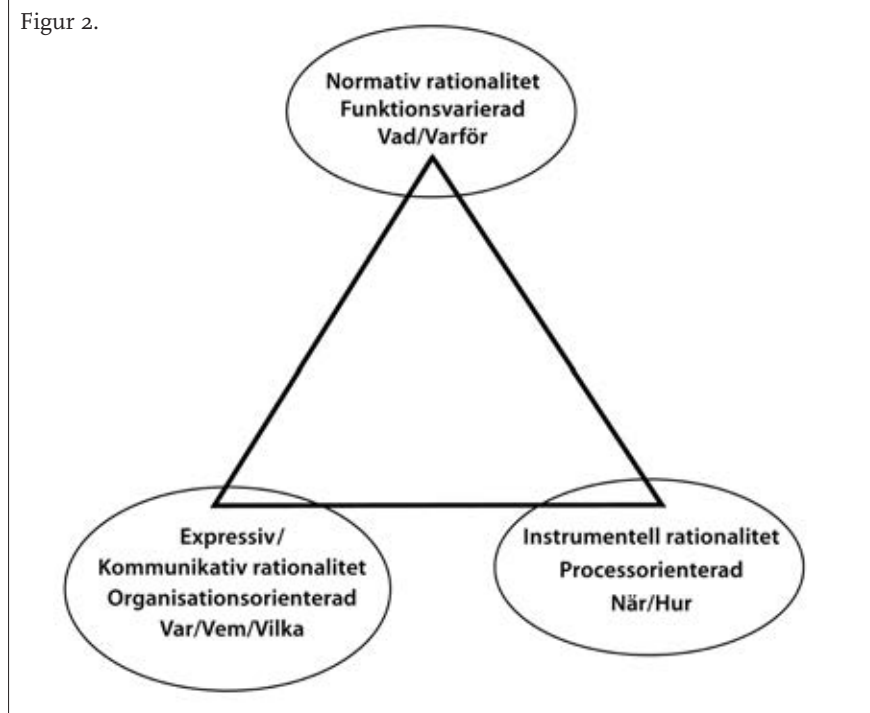 Figur 2.
Normativ rationalitet
Funktionsvarierad
Vad/Varför
Expressiv/
Kommunikativ rationalitet
Organisationsorienterad
Var/Vem/Vilka
Instrumentell rationalitet
Processorienterad
När/Hur